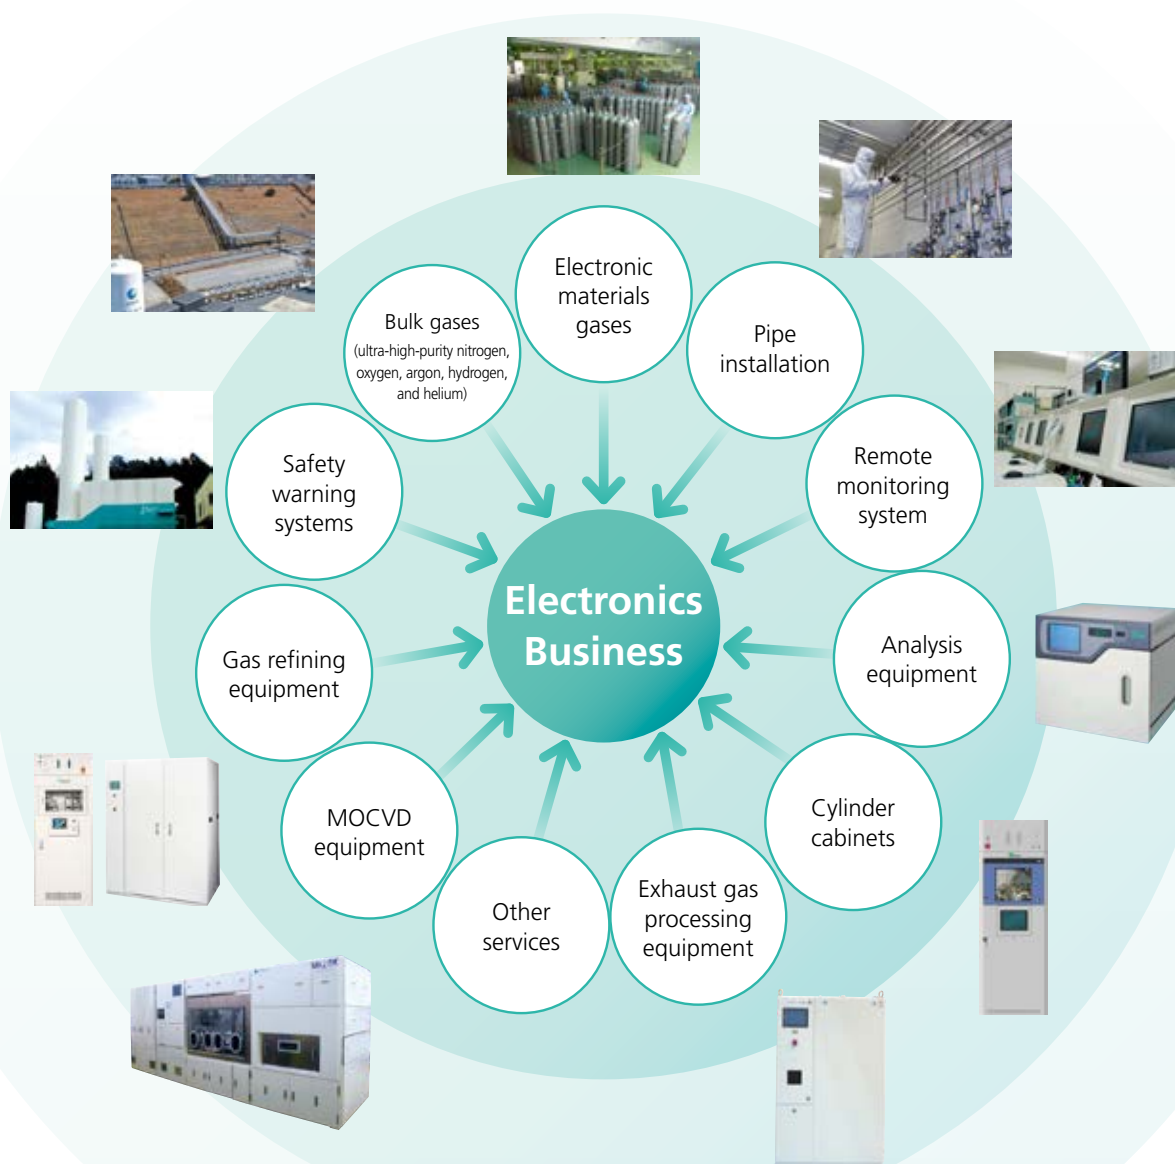 Electronic
materials
gases
Pipe
installation
Remote
monitoring
system
Analysis
equipment
Cylinder
cabinets
Exhaust gas
processing
equipment
Other
services
MOCVD
equipment
Gas refining
equipment
Safety
warning
systems
Bulk gases
(ultra-high-purity nitrogen,
oxygen, argon, hydrogen,
and helium)
Electronics
Business